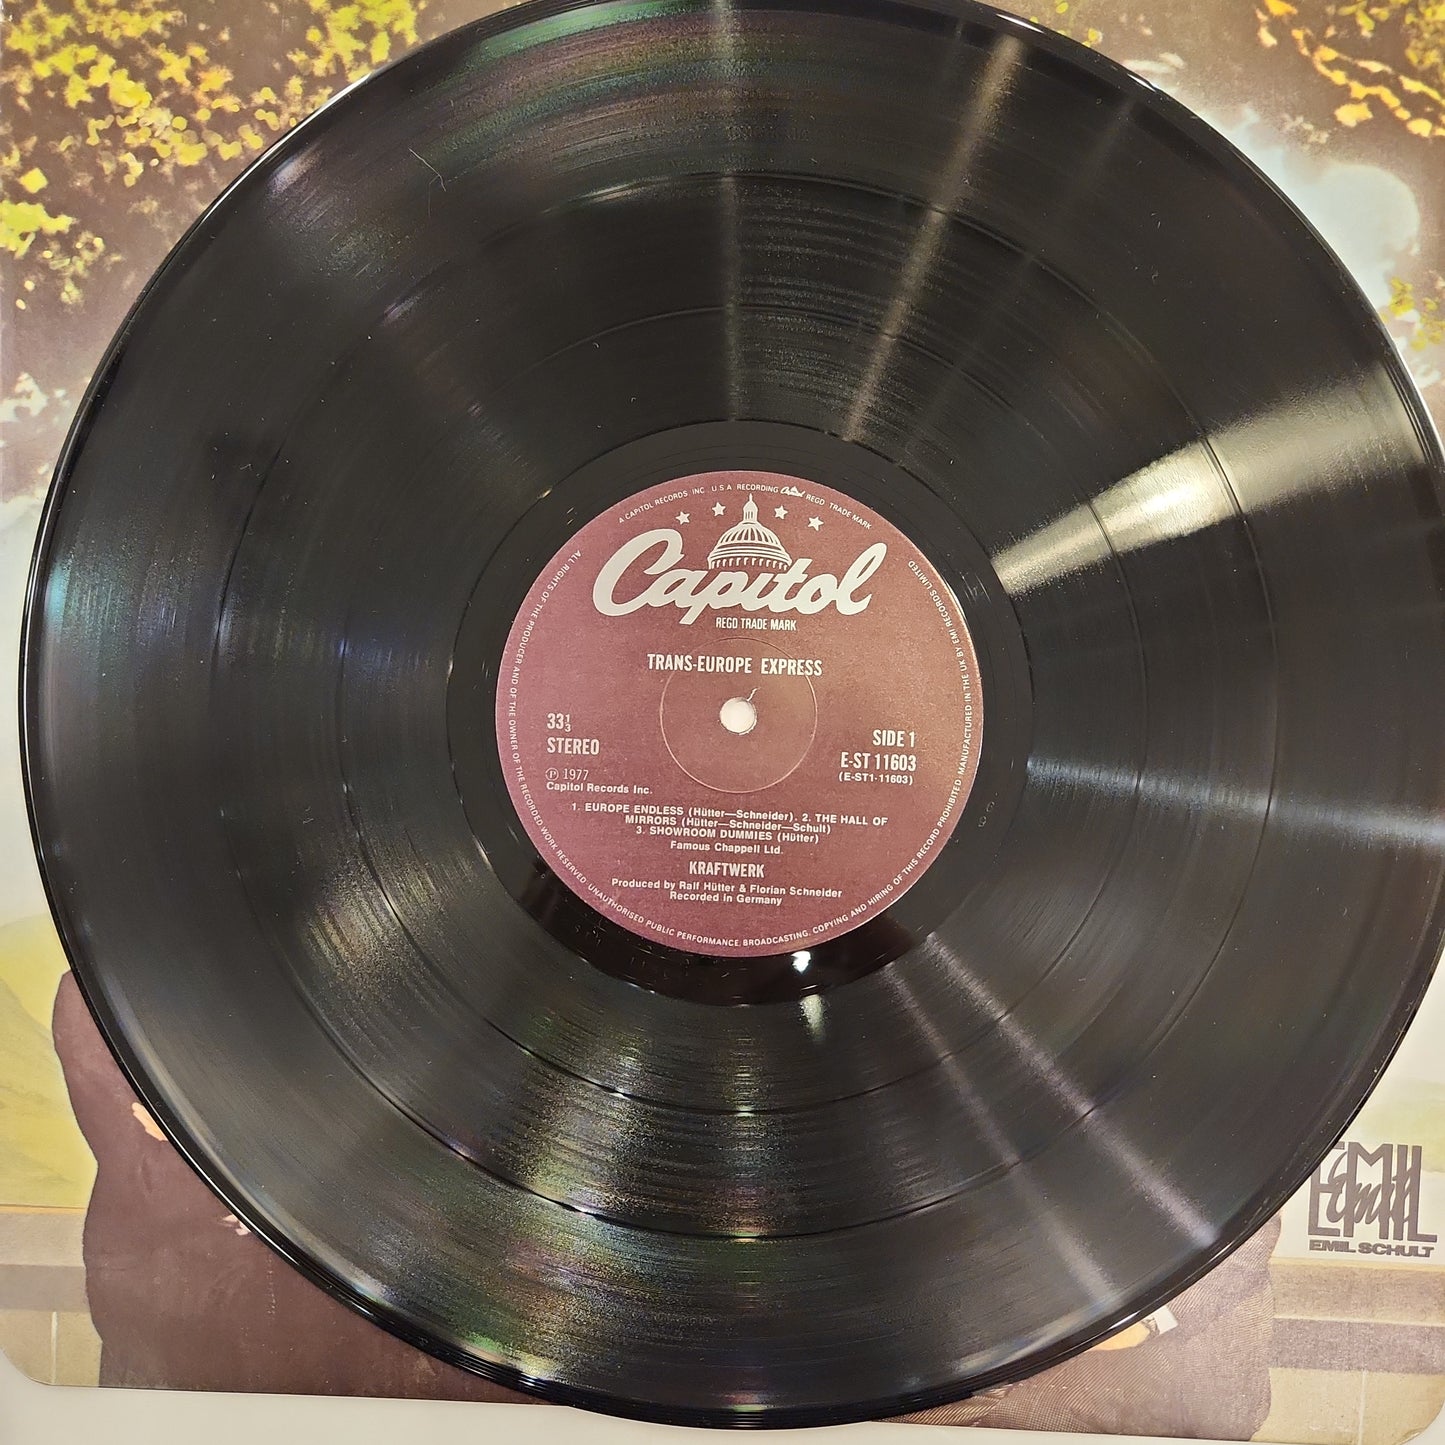 A CAPITOL RECORDS INC U.S.A RECORDING Capitol REGD TRADE MARK
Capitol
REGD TRADE MARK
TRANS-EUROPE EXPRESS
33⅓
STEREO
SIDE 1
E-ST 11603
(E-ST1-11603)
℗ 1977
Capitol Records Inc.
1. EUROPE ENDLESS (Hütter—Schneider). 2. THE HALL OF
MIRRORS (Hütter—Schneider—Schult)
3. SHOWROOM DUMMIES (Hütter)
Famous Chappell Ltd.
KRAFTWERK
Produced by Ralf Hütter & Florian Schneider
Recorded in Germany
ALL RIGHTS OF THE PRODUCER AND OF THE OWNER OF THE RECORDED WORK RESERVED. UNAUTHORISED PUBLIC PERFORMANCE, BROADCASTING, COPYING AND HIRING OF THIS RECORD PROHIBITED. MANUFACTURED IN THE UK BY EMI RECORDS LIMITED
EMIL
Emil
EMIL SCHULT